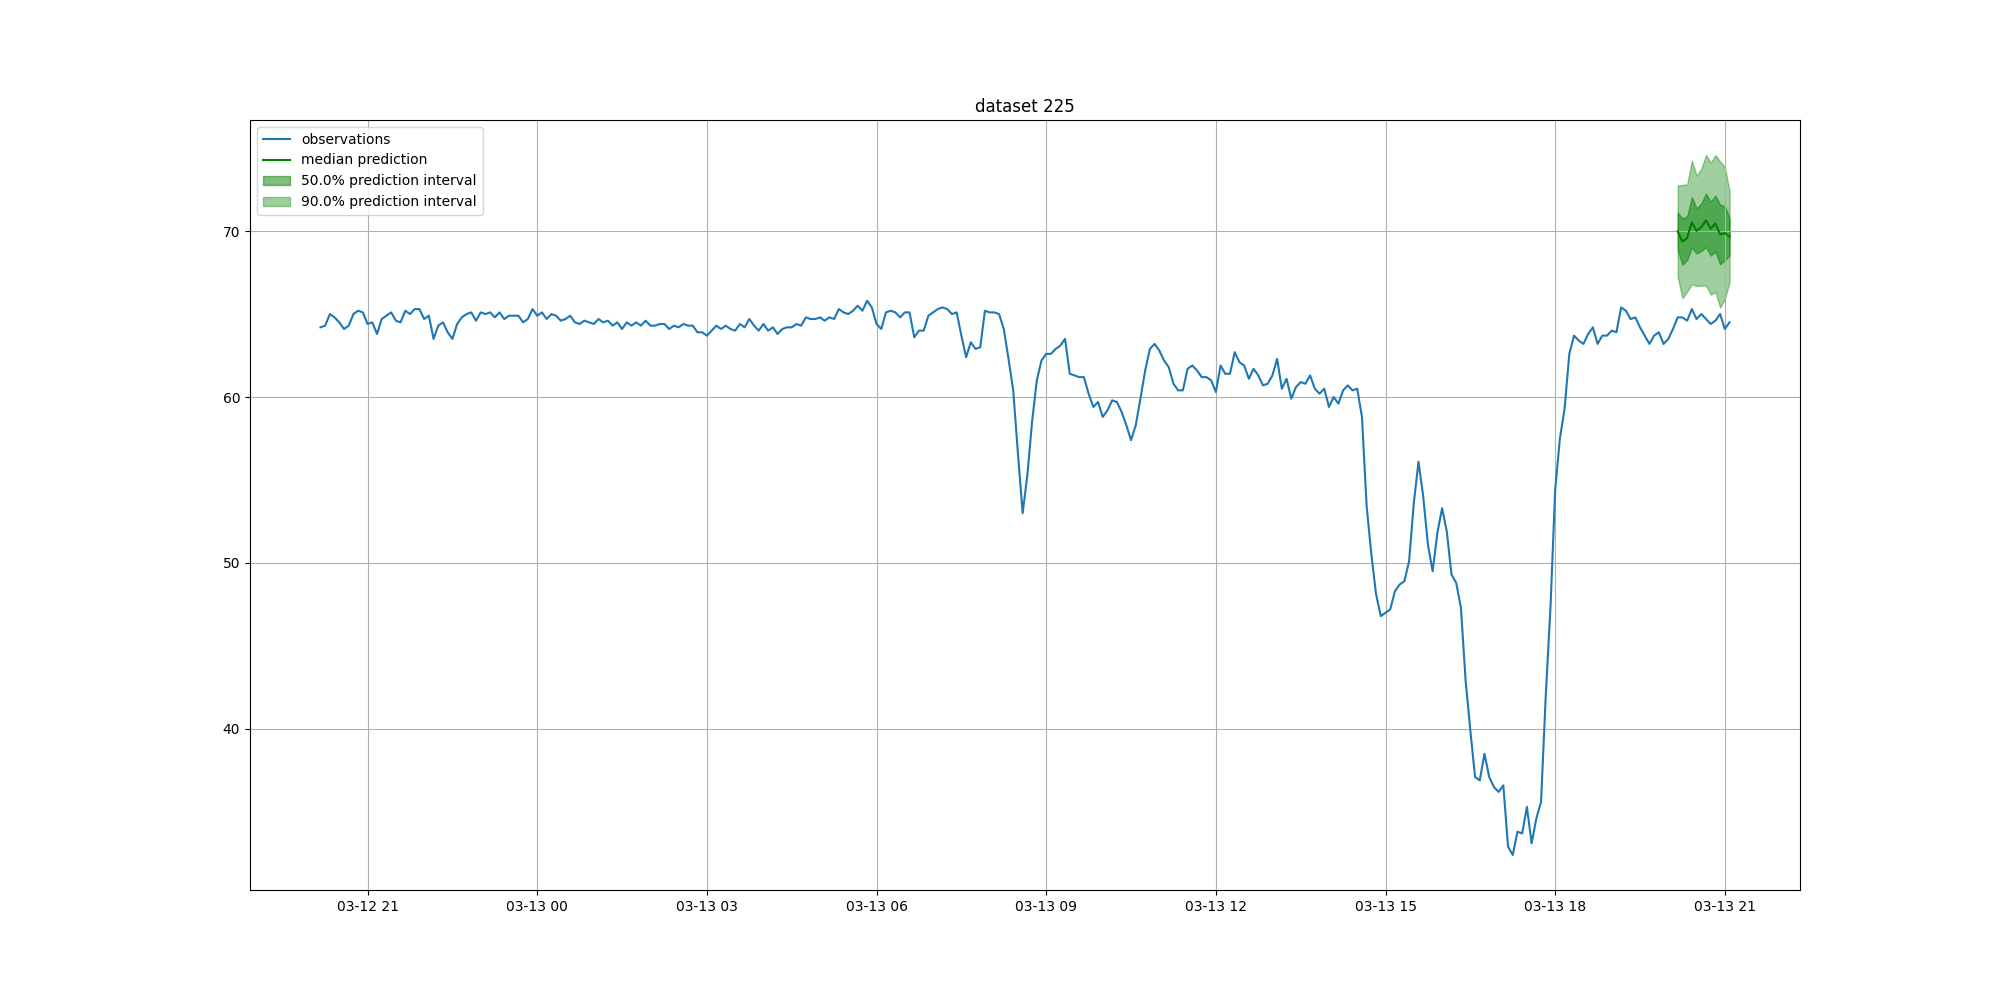 dataset 225
observations
median prediction
50.0% prediction interval
90.0% prediction interval
70
60
50
40
03-12 21
03-13 00
03-13 03
03-13 06
03-13 09
03-13 12
03-13 15
03-13 18
03-13 21